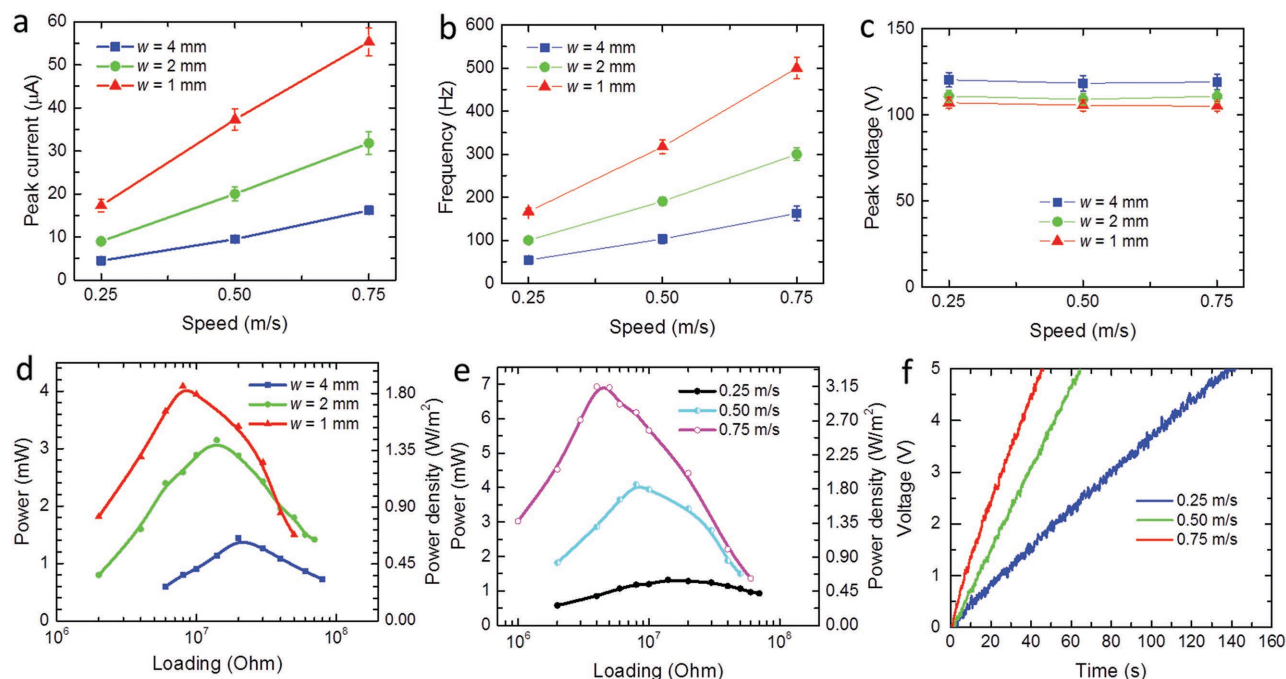 a
w = 4 mm
w = 2 mm
w = 1 mm
60
50
40
30
20
10
0
Peak current (μA)
0.25
0.50
0.75
Speed (m/s)
b
w = 4 mm
w = 2 mm
w = 1 mm
600
500
400
300
200
100
0
Frequency (Hz)
0.25
0.50
0.75
Speed (m/s)
c
150
100
50
0
Peak voltage (V)
w = 4 mm
w = 2 mm
w = 1 mm
0.25
0.50
0.75
Speed (m/s)
d
w = 4 mm
w = 2 mm
w = 1 mm
4
3
2
1
0
Power (mW)
1.80
1.35
0.90
0.45
0.00
Power density (W/m²)
10⁶
10⁷
10⁸
Loading (Ohm)
e
0.25 m/s
0.50 m/s
0.75 m/s
7
6
5
4
3
2
1
0
Power (mW)
3.15
2.70
2.25
1.80
1.35
0.90
0.45
0.00
Power density (W/m²)
10⁶
10⁷
10⁸
Loading (Ohm)
f
5
4
3
2
1
0
Voltage (V)
0.25 m/s
0.50 m/s
0.75 m/s
0
20
40
60
80
100
120
140
160
Time (s)